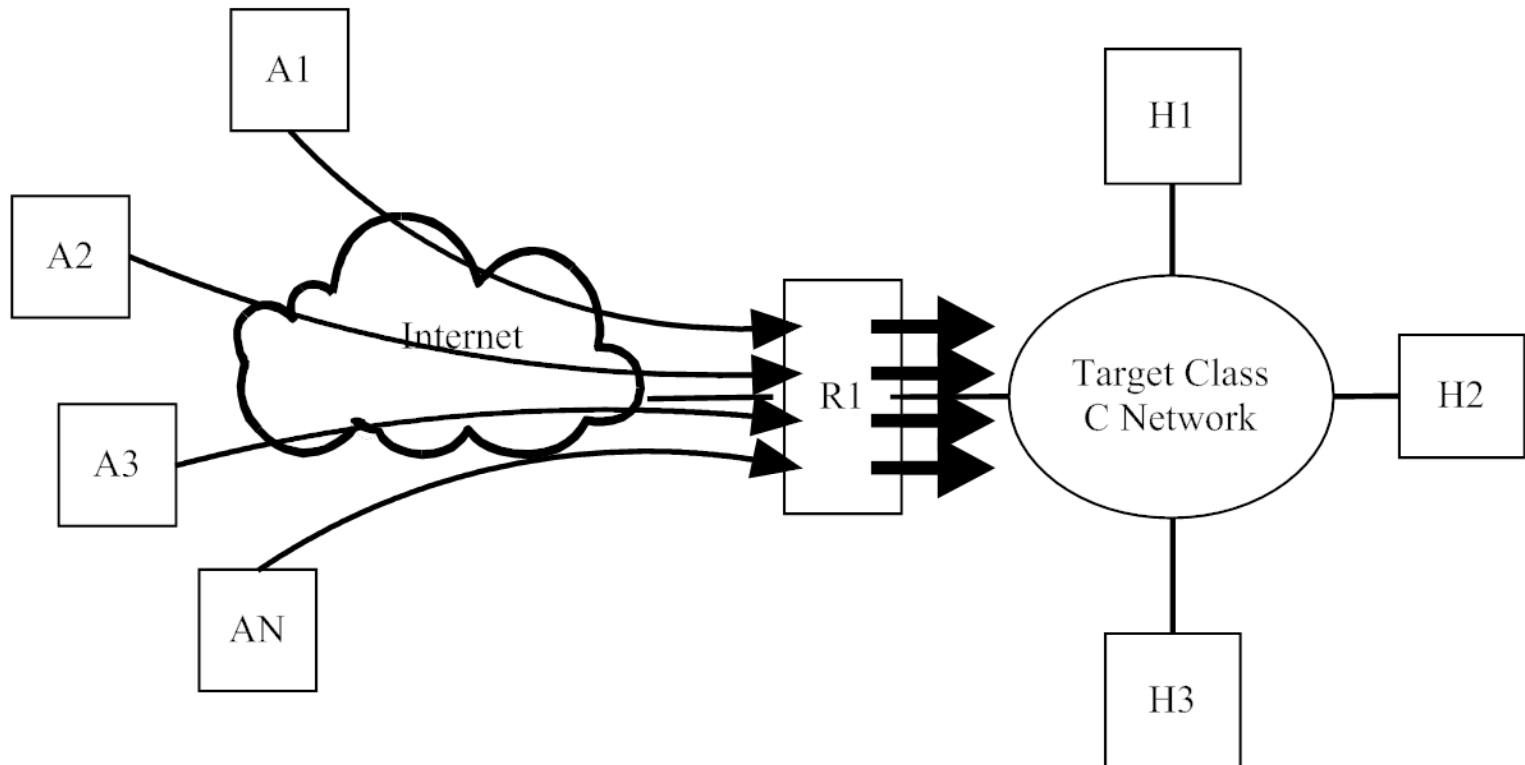 A1
H1
A2
Internet
R1
Target Class
C Network
H2
A3
AN
H3